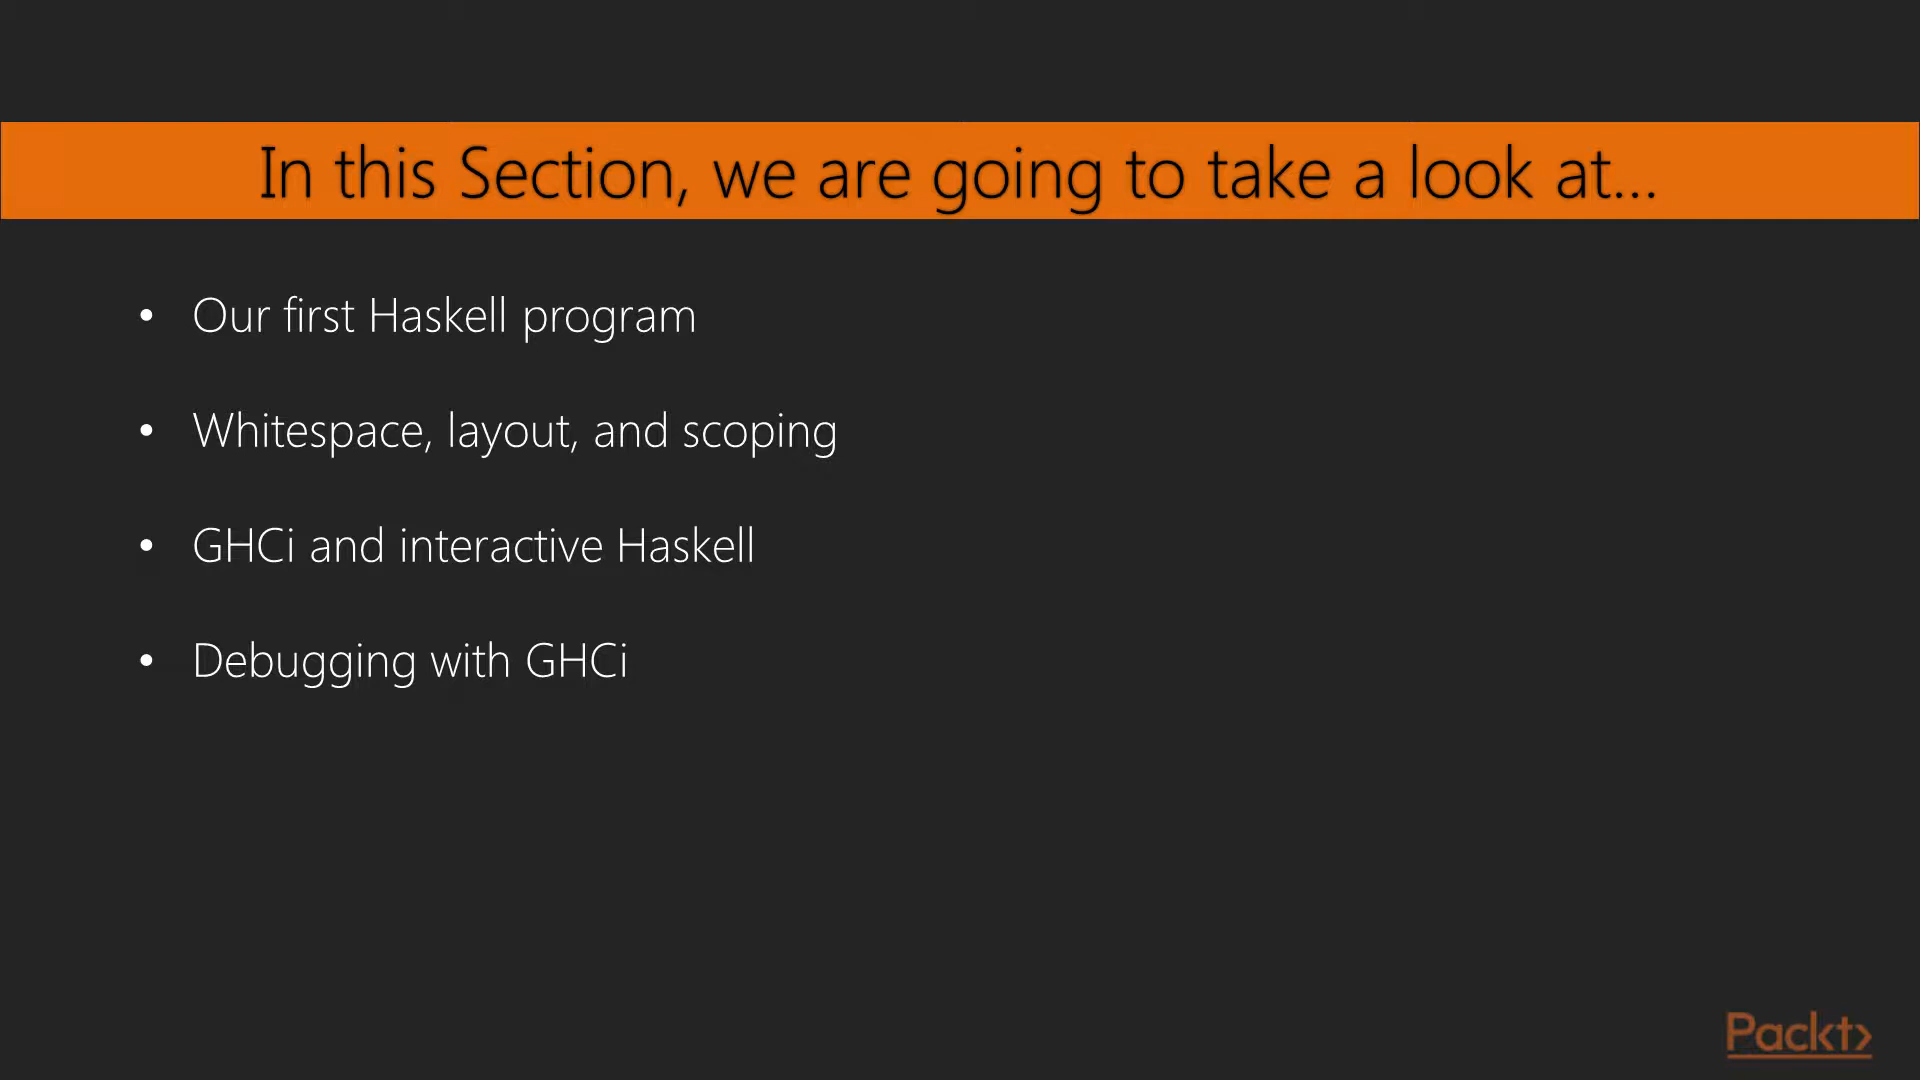 In this Section, we are going to take a look at...
• Our first Haskell program
• Whitespace, layout, and scoping
• GHCi and interactive Haskell
• Debugging with GHCi
Packt>